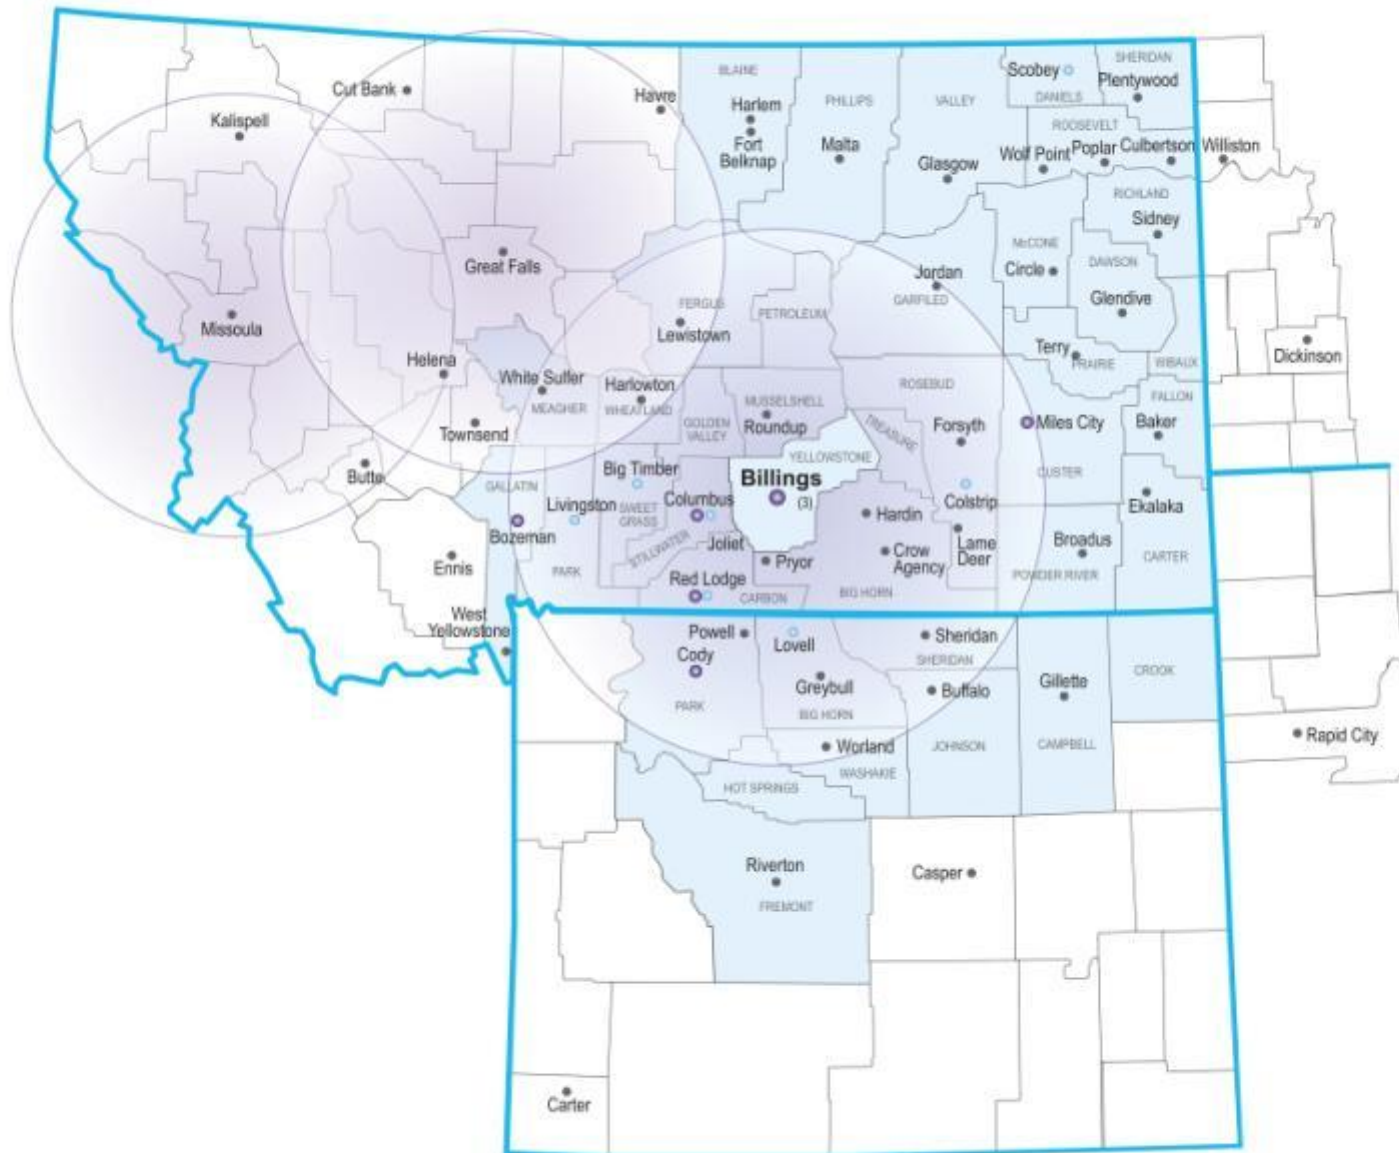 SHERIDAN
BLAINE
Scobey
Plentywood
Cut Bank
Havre
Harlem
PHILLIPS
VALLEY
DANIELS
Kalispell
ROOSEVELT
Fort
Belknap
Malta
Glasgow
Wolf Point
Poplar
Culbertson
Williston
RICHLAND
Sidney
McCONE
Circle
DAWSON
Great Falls
Jordan
GARFILED
Glendive
FERGUS
PETROLEUM
Missoula
Lewistown
Terry
PRAIRIE
WIBAUX
Dickinson
Helena
White Sulfer
MEAGHER
Harlowton
WHEATLAND
ROSEBUD
FALLON
MUSSELSHELL
Roundup
GOLDEN
VALLEY
TREASURE
Forsyth
Miles City
Baker
Townsend
YELLOWSTONE
Butte
Big Timber
Billings
(3)
CUSTER
GALLATIN
Livingston
SWEET
GRASS
Columbus
Colstrip
Ekalaka
Hardin
Bozeman
STILLWATER
Joliet
Lame
Deer
Broadus
CARTER
Ennis
PARK
Pryor
Crow
Agency
POWDER RIVER
Red Lodge
CARBON
BIG HORN
West
Yellowstone
Powell
Lovell
Sheridan
SHERIDAN
Cody
Greybull
Buffalo
Gillette
CROOK
PARK
BIG HORN
Worland
JOHNSON
CAMPBELL
Rapid City
WASHAKIE
HOT SPRINGS
Riverton
Casper
FREMONT
Carter